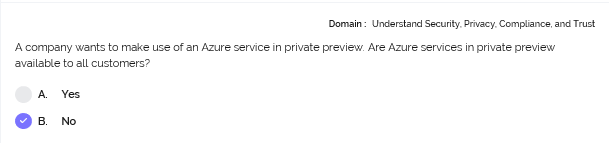 Domain : Understand Security, Privacy, Compliance, and Trust
A company wants to make use of an Azure service in private preview. Are Azure services in private preview
available to all customers?
A. Yes
B. No